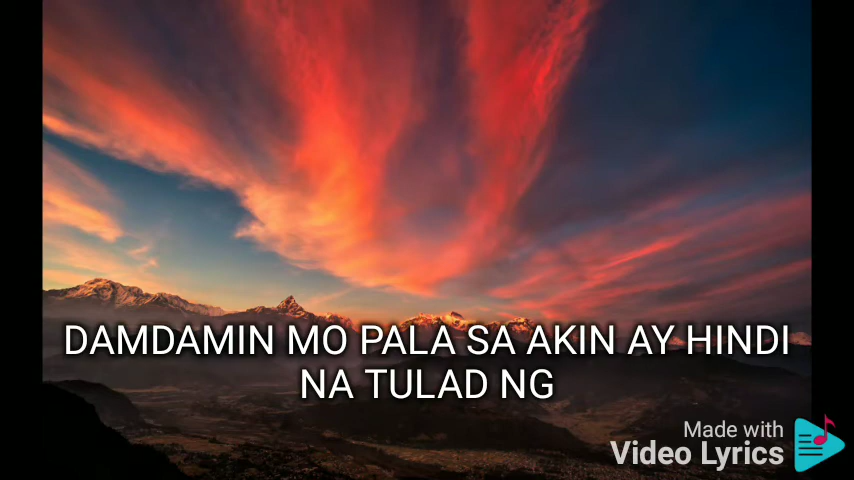 DAMDAMIN MO PALA SA AKIN AY HINDI
NA TULAD NG
Made with
Video Lyrics